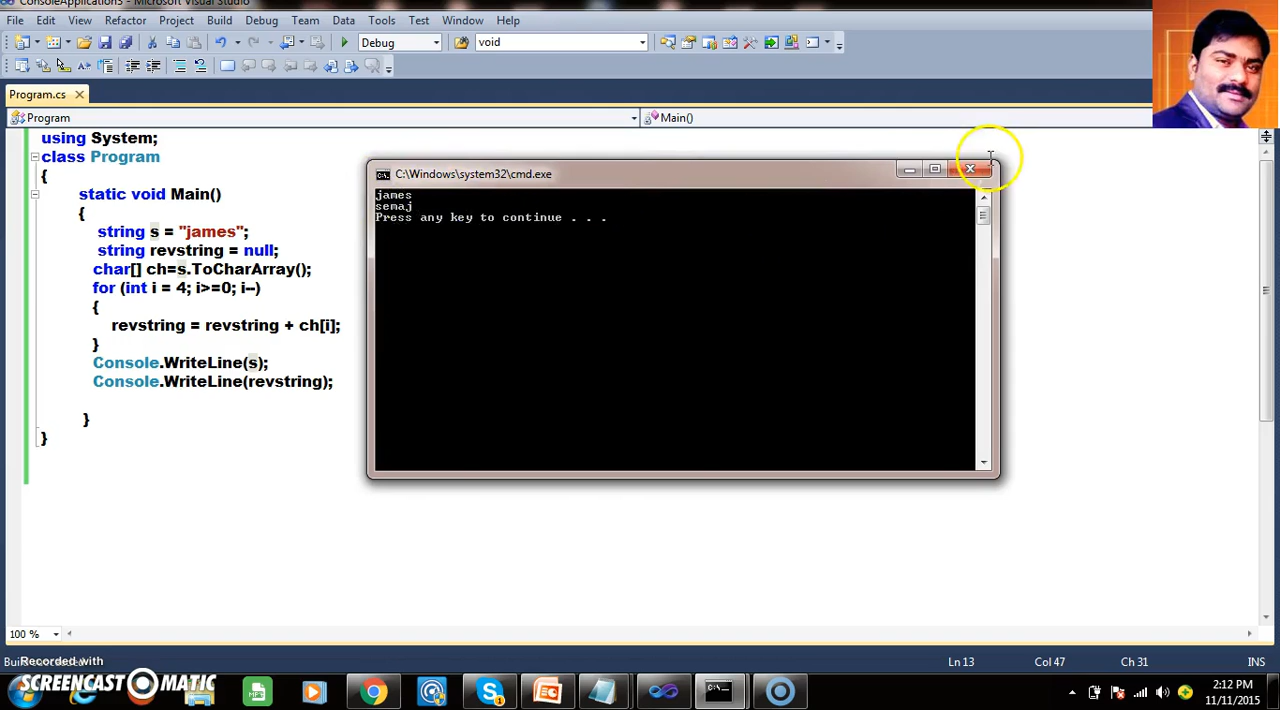 ConsoleApplication3 - Microsoft Visual Studio
File Edit View Refactor Project Build Debug Team Data Tools Test Window Help
Debug void
Program.cs
Program Main()
using System;
class Program
{
static void Main()
{
string s = "james";
string revstring = null;
char[] ch=s.ToCharArray();
for (int i = 4; i>=0; i--)
{
revstring = revstring + ch[i];
}
Console.WriteLine(s);
Console.WriteLine(revstring);
}
}
C:\Windows\system32\cmd.exe
james
semaj
Press any key to continue . . .
100 %
Ln 13 Col 47 Ch 31 INS
Recorded with
SCREENCAST MATIC
MP3
2:12 PM
11/11/2015